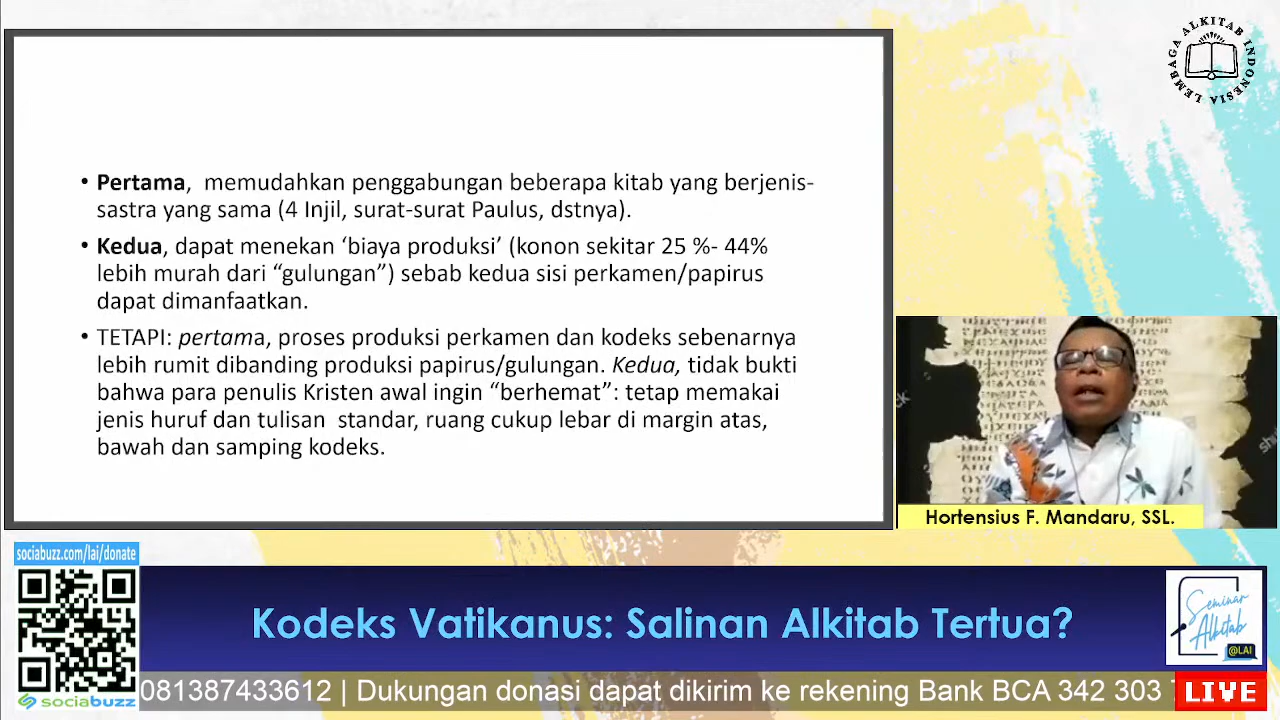 LEMBAGA ALKITAB INDONESIA
• Pertama,  memudahkan penggabungan beberapa kitab yang berjenis-
sastra yang sama (4 Injil, surat-surat Paulus, dstnya).
• Kedua, dapat menekan ‘biaya produksi’ (konon sekitar 25 %- 44%
lebih murah dari “gulungan”) sebab kedua sisi perkamen/papirus
dapat dimanfaatkan.
• TETAPI: pertama, proses produksi perkamen dan kodeks sebenarnya
lebih rumit dibanding produksi papirus/gulungan. Kedua, tidak bukti
bahwa para penulis Kristen awal ingin “berhemat”: tetap memakai
jenis huruf dan tulisan  standar, ruang cukup lebar di margin atas,
bawah dan samping kodeks.
Hortensius F. Mandaru, SSL.
sociabuzz.com/lai/donate
Kodeks Vatikanus: Salinan Alkitab Tertua?
Seminar
Alkitab
@LAI
sociabuzz
081387433612 | Dukungan donasi dapat dikirim ke rekening Bank BCA 342 303
LIVE